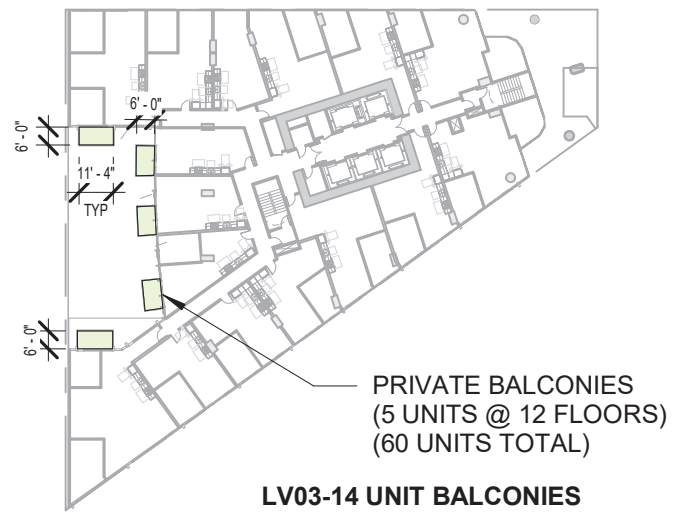 6' - 0"
6' - 0"
11' - 4"
TYP
6' - 0"
PRIVATE BALCONIES
(5 UNITS @ 12 FLOORS)
(60 UNITS TOTAL)
LV03-14 UNIT BALCONIES